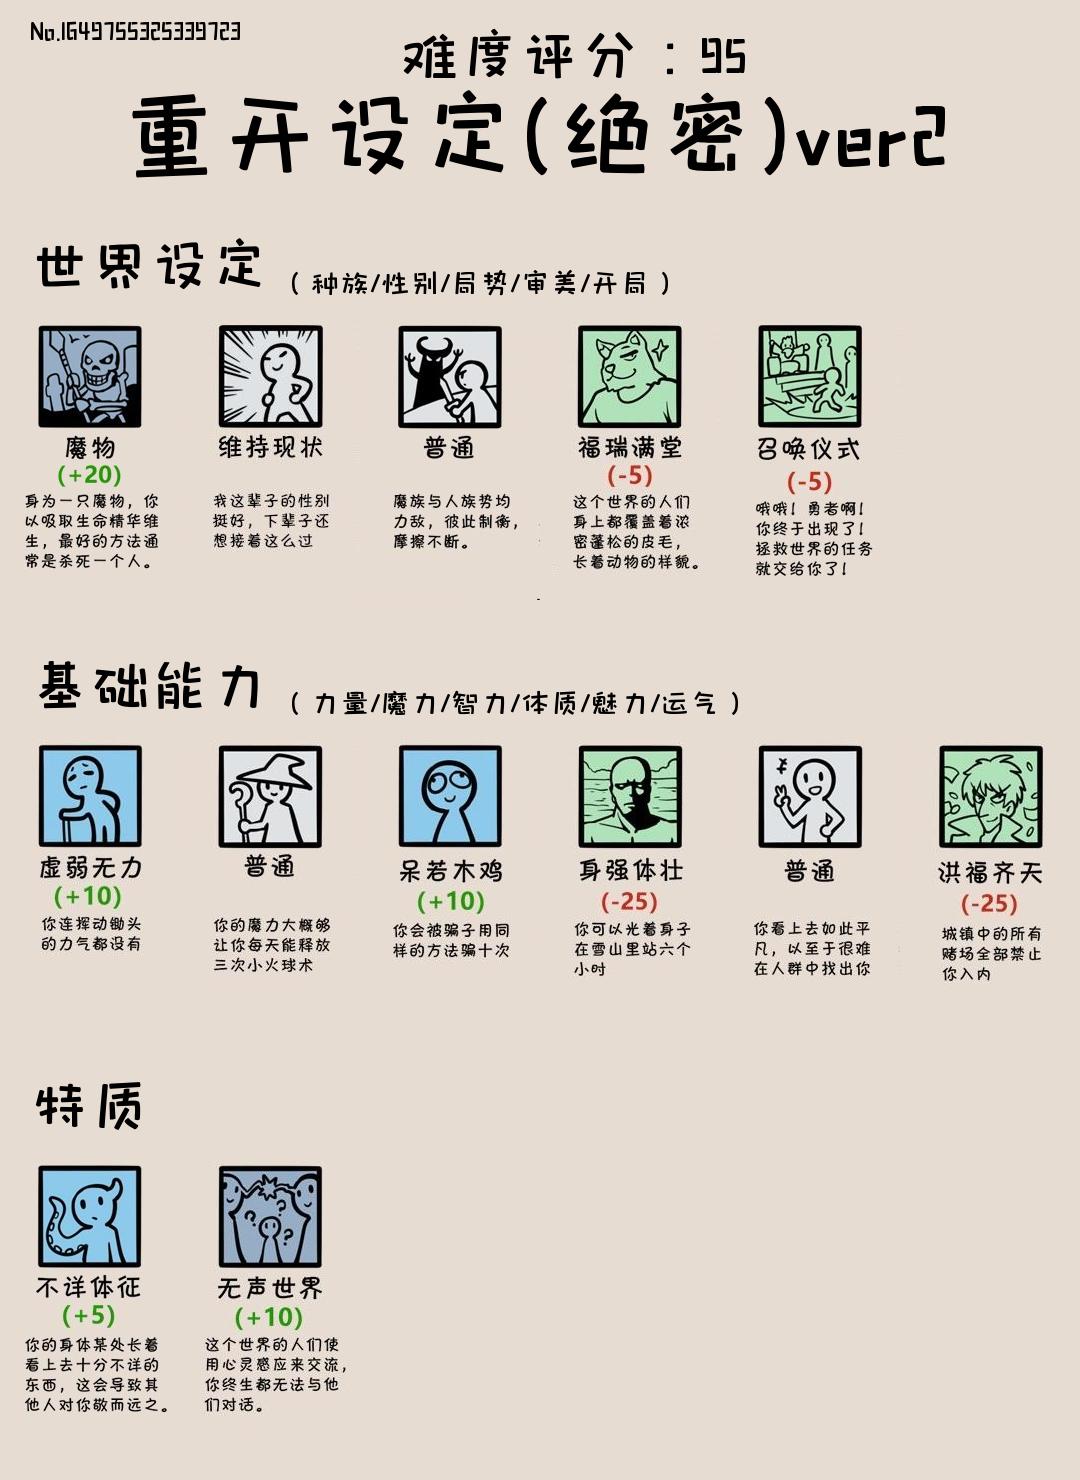 No.1649755325339723
难度评分：95
重开设定(绝密)ver2
世界设定（种族/性别/局势/审美/开局）
魔物
(+20)
身为一只魔物，你
以吸取生命精华维
生，最好的方法通
常是杀死一个人。
维持现状
我这辈子的性别
挺好，下辈子还
想接着这么过
普通
魔族与人族势均
力敌，彼此制衡，
摩擦不断。
福瑞满堂
(-5)
这个世界的人们
身上都覆盖着浓
密蓬松的皮毛，
长着动物的样貌。
召唤仪式
(-5)
哦哦！勇者啊！
你终于出现了！
拯救世界的任务
就交给你了！
基础能力（力量/魔力/智力/体质/魅力/运气）
虚弱无力
(+10)
你连挥动锄头
的力气都没有
普通
你的魔力大概够
让你每天能释放
三次小火球术
呆若木鸡
(+10)
你会被骗子用同
样的方法骗十次
身强体壮
(-25)
你可以光着身子
在雪山里站六个
小时
普通
你看上去如此平
凡，以至于很难
在人群中找出你
洪福齐天
(-25)
城镇中的所有
赌场全部禁止
你入内
特质
不详体征
(+5)
你的身体某处长着
看上去十分不详的
东西，这会导致其
他人对你敬而远之。
无声世界
(+10)
这个世界的人们使
用心灵感应来交流，
你终生都无法与他
们对话。